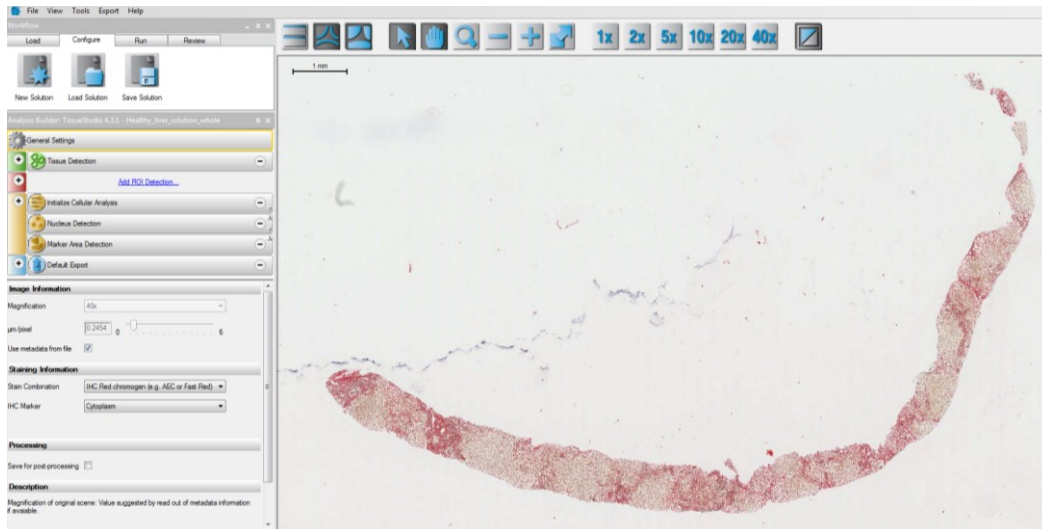 File View Tools Export Help
Workflow
Load Configure Run Review
New Solution Load Solution Save Solution
1x 2x 5x 10x 20x 40x
1 mm
Analysis Builder: TissueStudio 4.3.1 - Healthy_liver_solution_whole
General Settings
Tissue Detection
Add ROI Detection...
Initialize Cellular Analysis
Nucleus Detection
Marker Area Detection
Default Export
Image Information
Magnification 40x
µm/pixel 0.2454 0 6
Use metadata from file
Staining Information
Stain Combination IHC Red chromogen (e.g. AEC or Fast Red)
IHC Marker Cytoplasm
Processing
Save for post-processing
Description
Magnification of original scene: Value suggested by read out of metadata information
if avaiable.